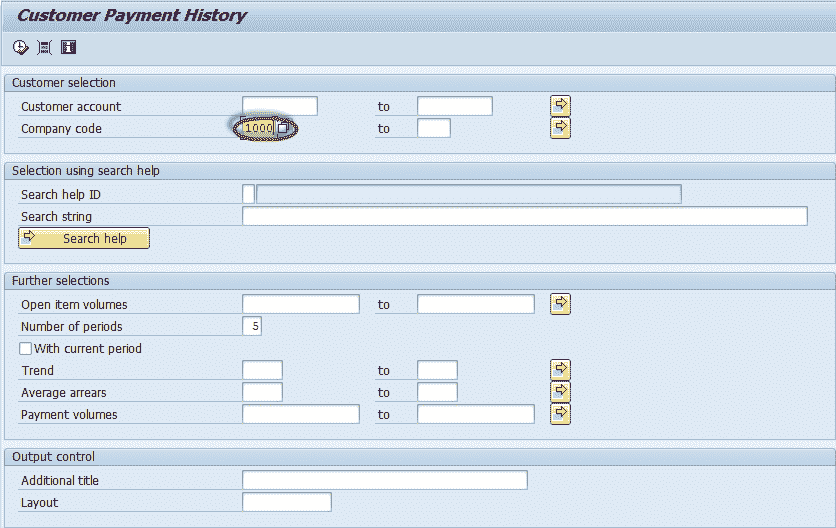 Customer Payment History
Customer selection
Customer account to
Company code 1000 to
Selection using search help
Search help ID
Search string
Search help
Further selections
Open item volumes to
Number of periods 5
With current period
Trend to
Average arrears to
Payment volumes to
Output control
Additional title
Layout